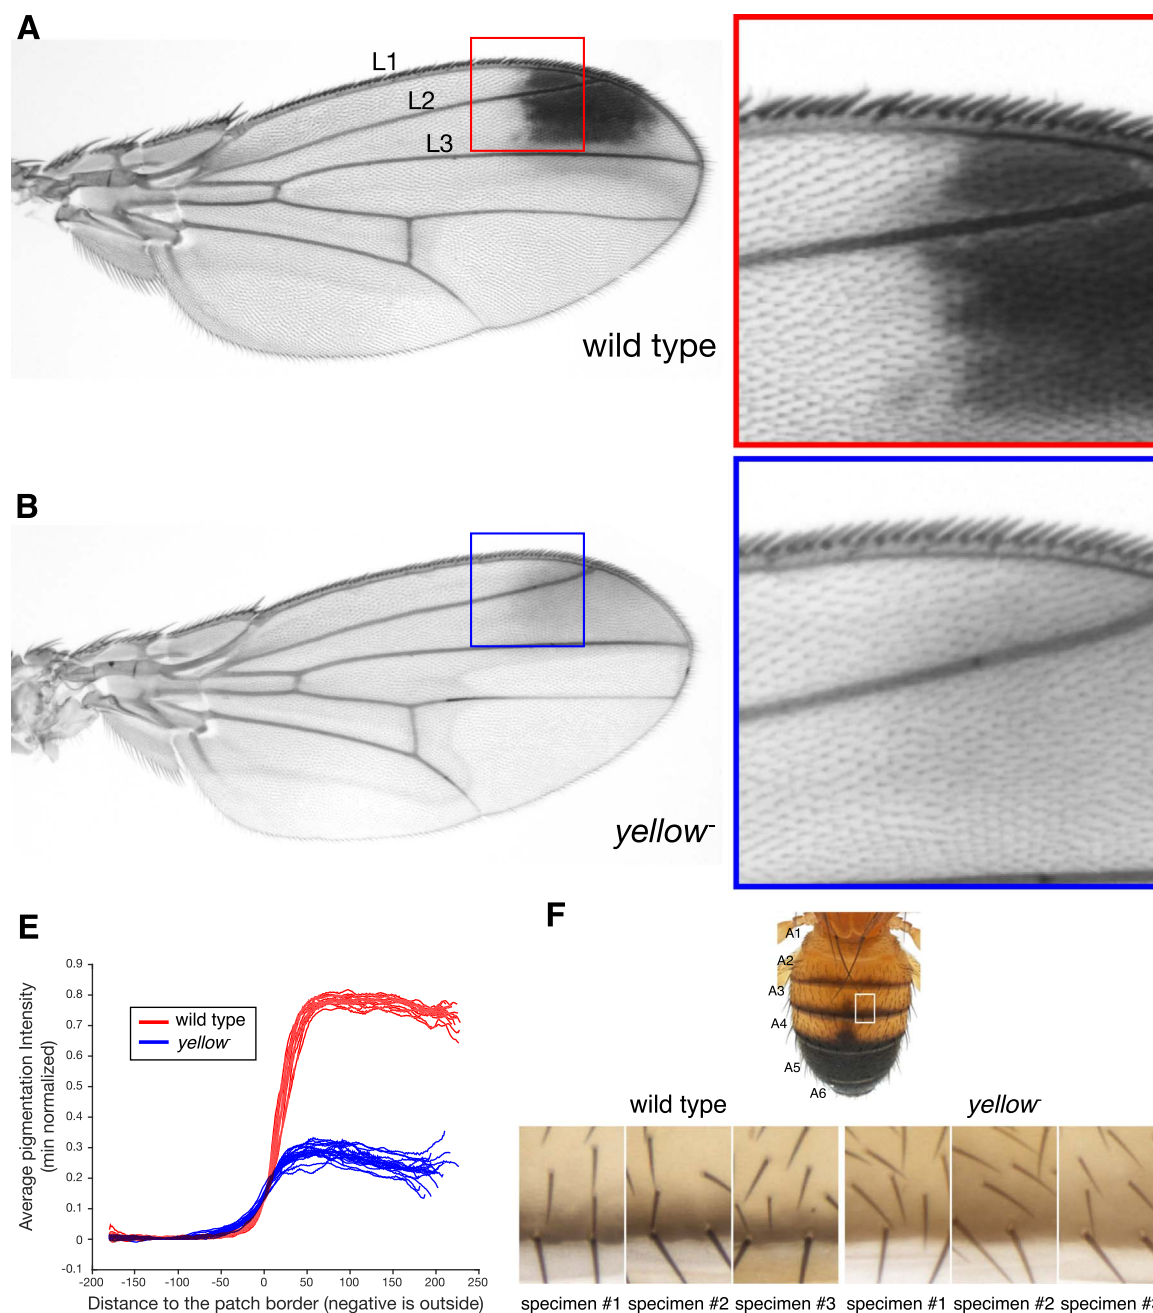 A
L1
L2
L3
wild type
B
yellow-
E
0.9
0.8
0.7
0.6
0.5
0.4
0.3
0.2
0.1
0
-0.1
Average pigmentation Intensity
(min normalized)
wild type
yellow-
-200 -150 -100 -50 0 50 100 150 200 250
Distance to the patch border (negative is outside)
F
A1
A2
A3
A4
A5
A6
wild type yellow-
specimen #1 specimen #2 specimen #3 specimen #1 specimen #2